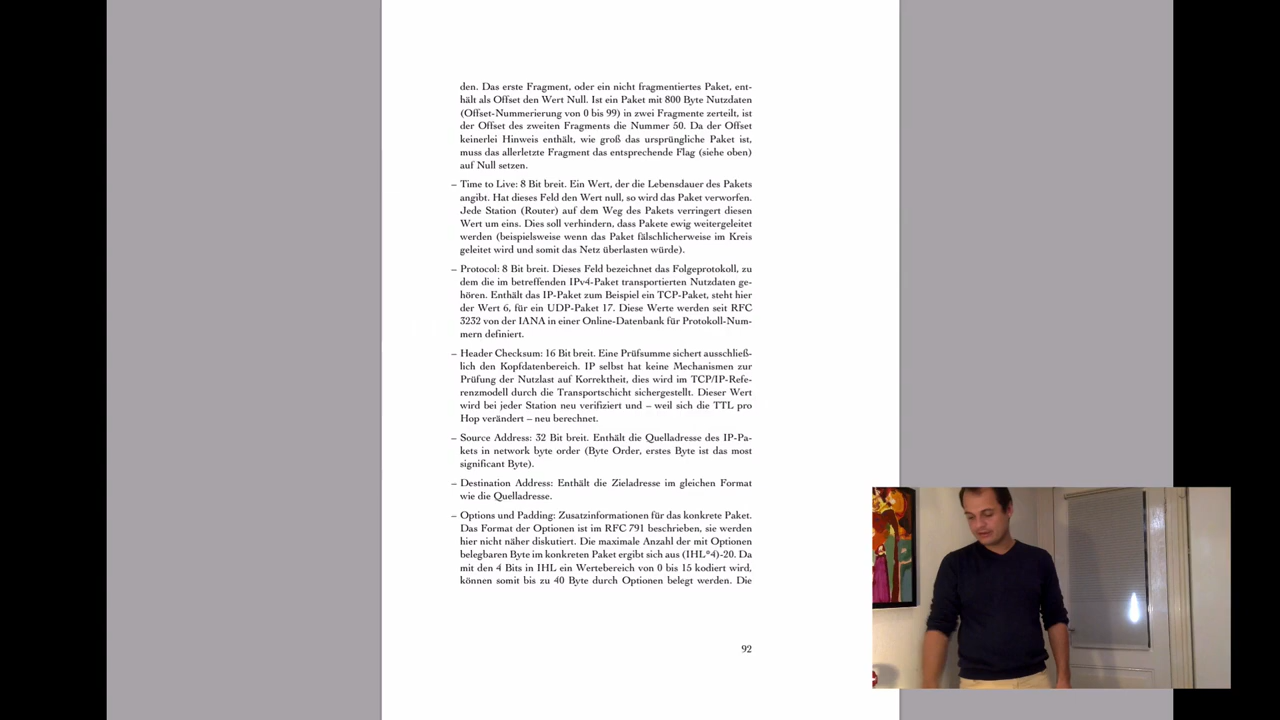 den. Das erste Fragment, oder ein nicht fragmentiertes Paket, ent-
hält als Offset den Wert Null. Ist ein Paket mit 800 Byte Nutzdaten
(Offset-Nummerierung von 0 bis 99) in zwei Fragmente zerteilt, ist
der Offset des zweiten Fragments die Nummer 50. Da der Offset
keinerlei Hinweis enthält, wie groß das ursprüngliche Paket ist,
muss das allerletzte Fragment das entsprechende Flag (siehe oben)
auf Null setzen.
– Time to Live: 8 Bit breit. Ein Wert, der die Lebensdauer des Pakets
angibt. Hat dieses Feld den Wert null, so wird das Paket verworfen.
Jede Station (Router) auf dem Weg des Pakets verringert diesen
Wert um eins. Dies soll verhindern, dass Pakete ewig weitergeleitet
werden (beispielsweise wenn das Paket fälschlicherweise im Kreis
geleitet wird und somit das Netz überlasten würde).
– Protocol: 8 Bit breit. Dieses Feld bezeichnet das Folgeprotokoll, zu
dem die im betreffenden IPv4-Paket transportierten Nutzdaten ge-
hören. Enthält das IP-Paket zum Beispiel ein TCP-Paket, steht hier
der Wert 6, für ein UDP-Paket 17. Diese Werte werden seit RFC
3232 von der IANA in einer Online-Datenbank für Protokoll-Num-
mern definiert.
– Header Checksum: 16 Bit breit. Eine Prüfsumme sichert ausschließ-
lich den Kopfdatenbereich. IP selbst hat keine Mechanismen zur
Prüfung der Nutzlast auf Korrektheit, dies wird im TCP/IP-Refe-
renzmodell durch die Transportschicht sichergestellt. Dieser Wert
wird bei jeder Station neu verifiziert und – weil sich die TTL pro
Hop verändert – neu berechnet.
– Source Address: 32 Bit breit. Enthält die Quelladresse des IP-Pa-
kets in network byte order (Byte Order, erstes Byte ist das most
significant Byte).
– Destination Address: Enthält die Zieladresse im gleichen Format
wie die Quelladresse.
– Options und Padding: Zusatzinformationen für das konkrete Paket.
Das Format der Optionen ist im RFC 791 beschrieben, sie werden
hier nicht näher diskutiert. Die maximale Anzahl der mit Optionen
belegbaren Byte im konkreten Paket ergibt sich aus (IHL*4)-20. Da
mit den 4 Bits in IHL ein Wertebereich von 0 bis 15 kodiert wird,
können somit bis zu 40 Byte durch Optionen belegt werden. Die
92